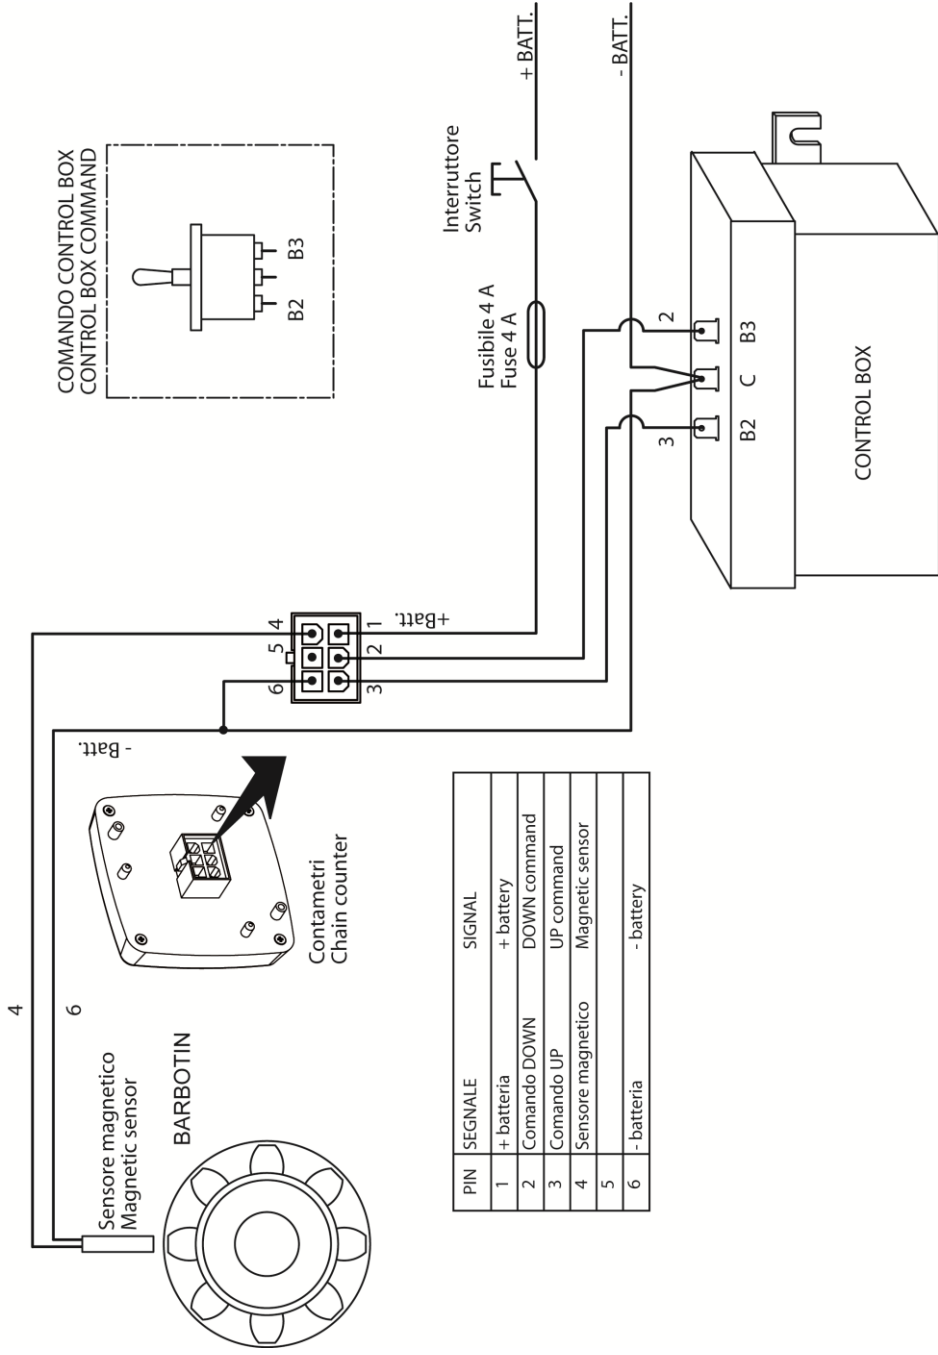 COMANDO CONTROL BOX
CONTROL BOX COMMAND
B2
B3
+ BATT.
- BATT.
Interruttore
Switch
Fusibile 4 A
Fuse 4 A
3
2
B2
C
B3
CONTROL BOX
4
6
Sensore magnetico
Magnetic sensor
BARBOTIN
- Batt.
Contametri
Chain counter
6
5
4
3
2
1
+Batt.
PIN SEGNALE SIGNAL
1 + batteria + battery
2 Comando DOWN DOWN command
3 Comando UP UP command
4 Sensore magnetico Magnetic sensor
5
6 - batteria - battery